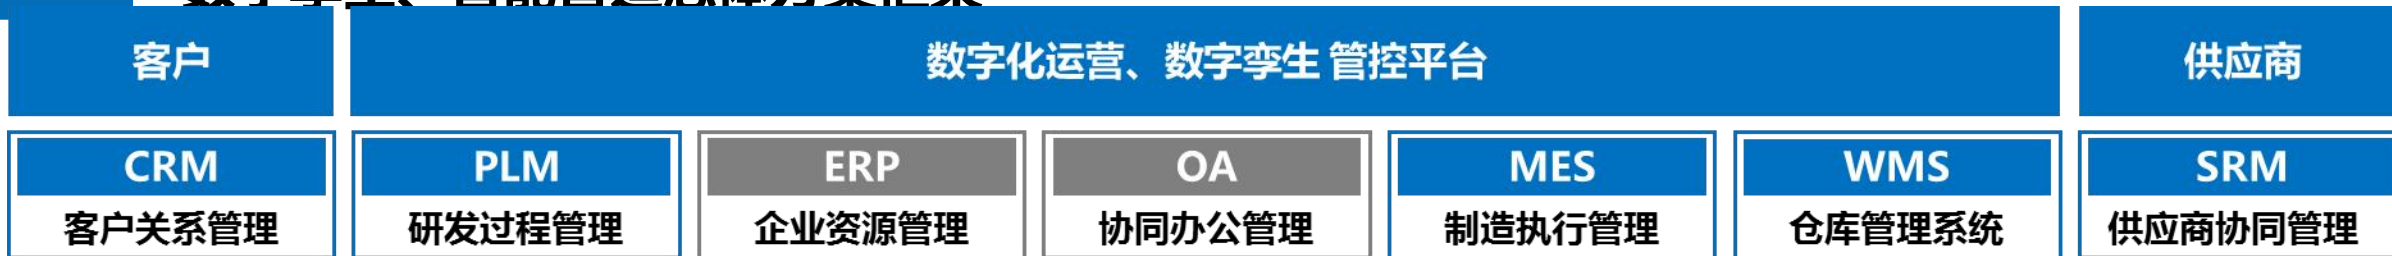 客户 数字化运营、数字孪生 管控平台 供应商
CRM PLM ERP OA MES WMS SRM
客户关系管理 研发过程管理 企业资源管理 协同办公管理 制造执行管理 仓库管理系统 供应商协同管理